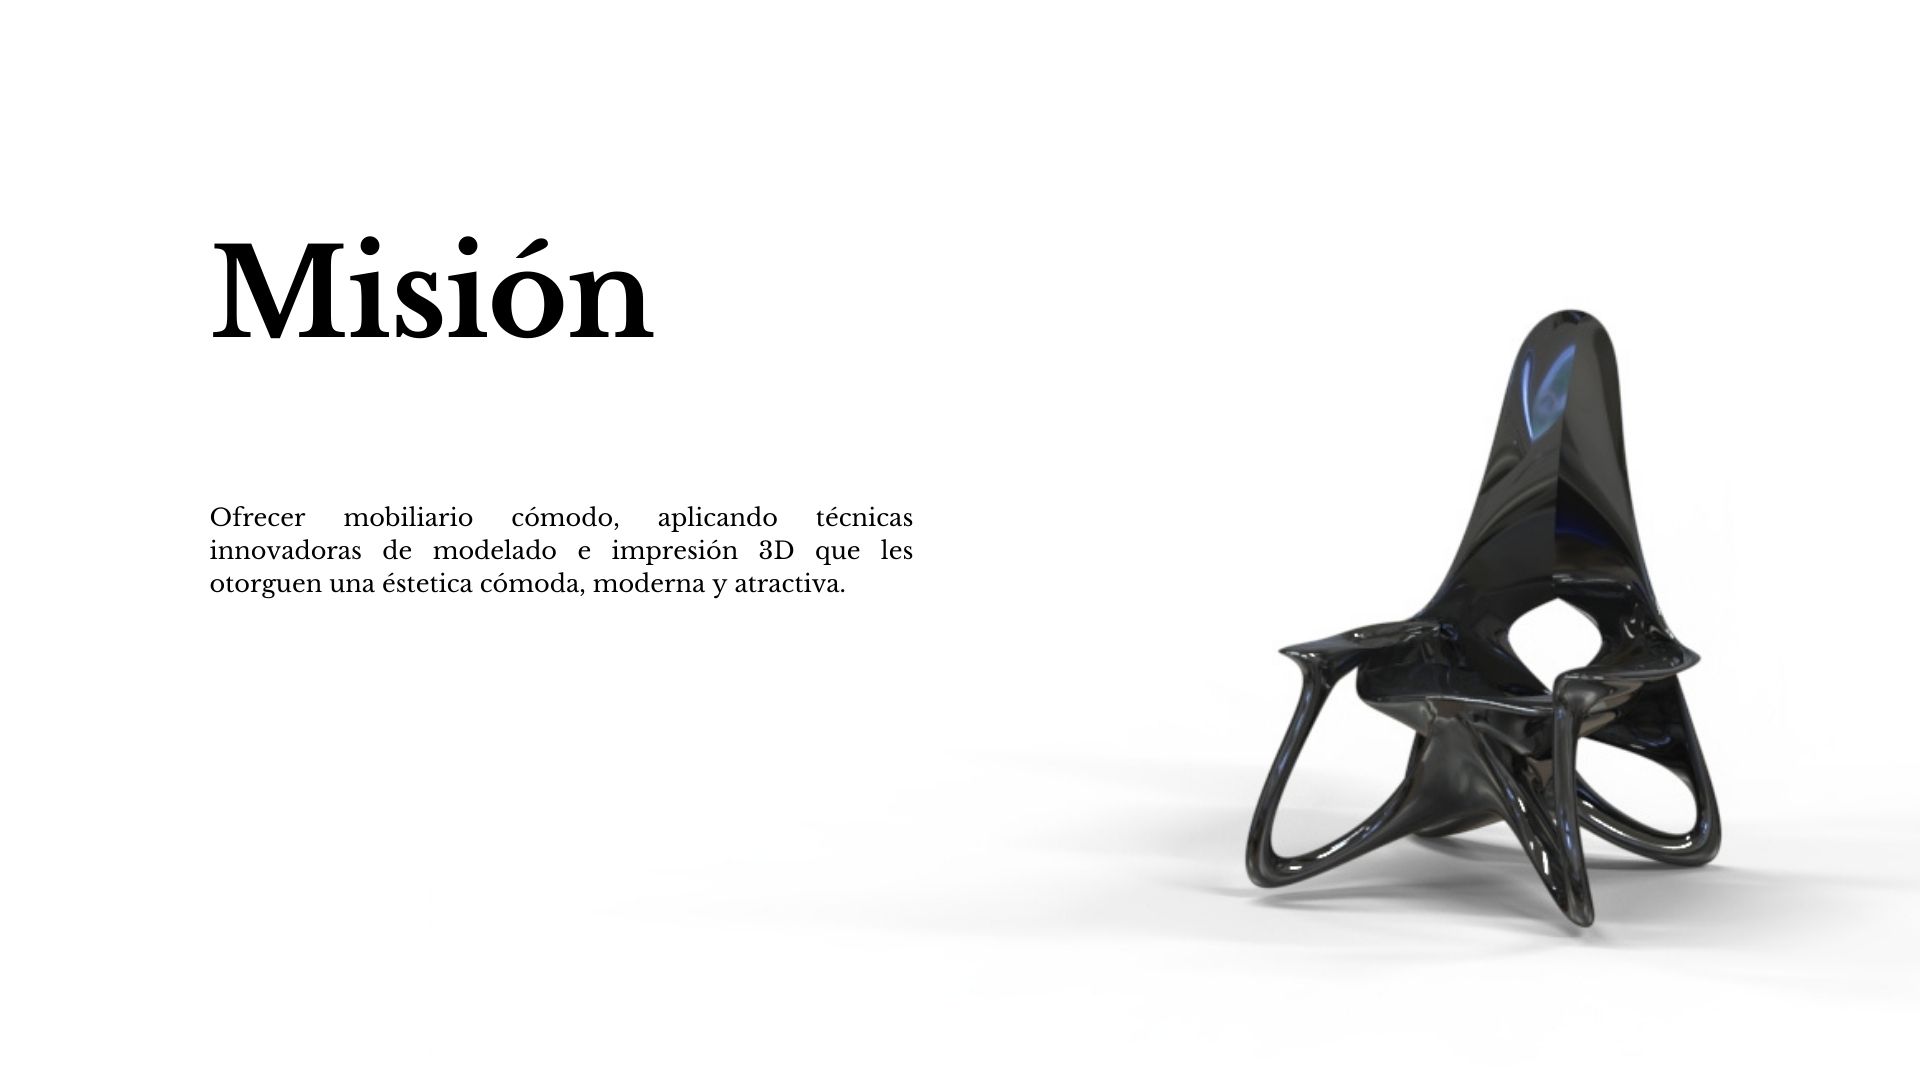 Misión
Ofrecer mobiliario cómodo, aplicando técnicas
innovadoras de modelado e impresión 3D que les
otorguen una éstetica cómoda, moderna y atractiva.